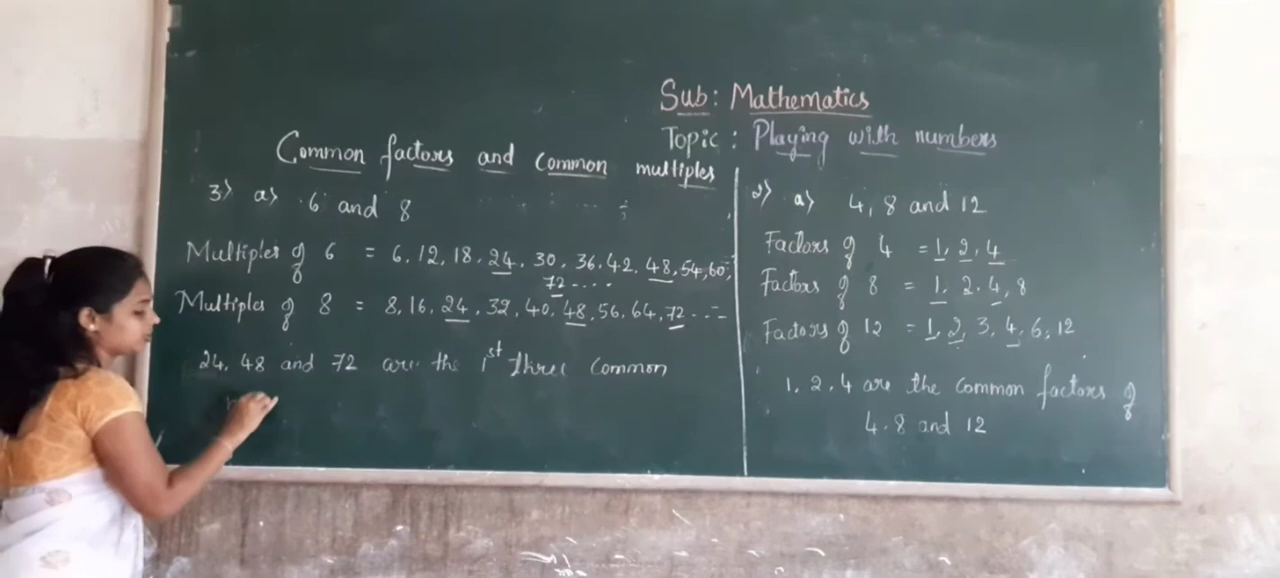 Sub: Mathematics
Topic: Playing with numbers
Common factors and common multiples
3) a) 6 and 8
Multiples of 6 = 6, 12, 18, 24, 30, 36, 42, 48, 54, 60,
72....
Multiples of 8 = 8, 16, 24, 32, 40, 48, 56, 64, 72...
24, 48 and 72 are the 1st three common
2) a) 4, 8 and 12
Factors of 4 = 1, 2, 4
Factors of 8 = 1, 2, 4, 8
Factors of 12 = 1, 2, 3, 4, 6, 12
1, 2, 4 are the common factors of
4, 8 and 12